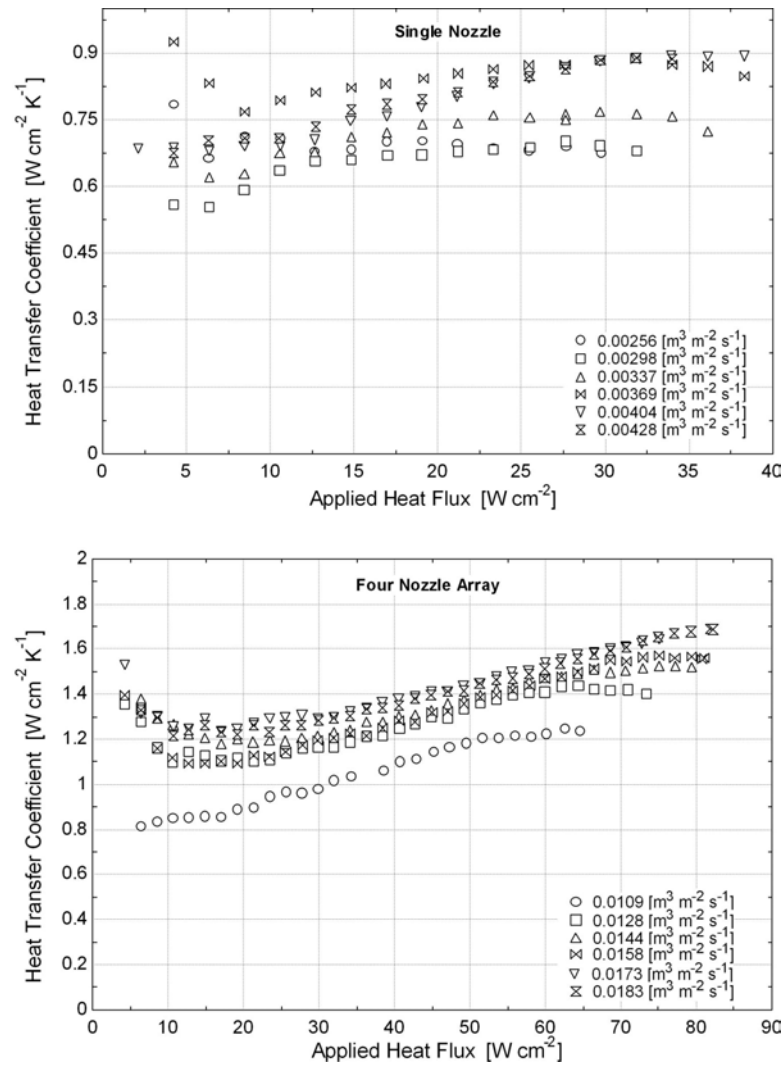 Single Nozzle
Heat Transfer Coefficient [W cm⁻² K⁻¹]
0.9
0.75
0.6
0.45
0.3
0.15
0
0.00256 [m³ m⁻² s⁻¹]
0.00298 [m³ m⁻² s⁻¹]
0.00337 [m³ m⁻² s⁻¹]
0.00369 [m³ m⁻² s⁻¹]
0.00404 [m³ m⁻² s⁻¹]
0.00428 [m³ m⁻² s⁻¹]
0 5 10 15 20 25 30 35 40
Applied Heat Flux [W cm⁻²]
Four Nozzle Array
Heat Transfer Coefficient [W cm⁻² K⁻¹]
2
1.8
1.6
1.4
1.2
1
0.8
0.6
0.4
0.2
0
0.0109 [m³ m⁻² s⁻¹]
0.0128 [m³ m⁻² s⁻¹]
0.0144 [m³ m⁻² s⁻¹]
0.0158 [m³ m⁻² s⁻¹]
0.0173 [m³ m⁻² s⁻¹]
0.0183 [m³ m⁻² s⁻¹]
0 10 20 30 40 50 60 70 80 90
Applied Heat Flux [W cm⁻²]